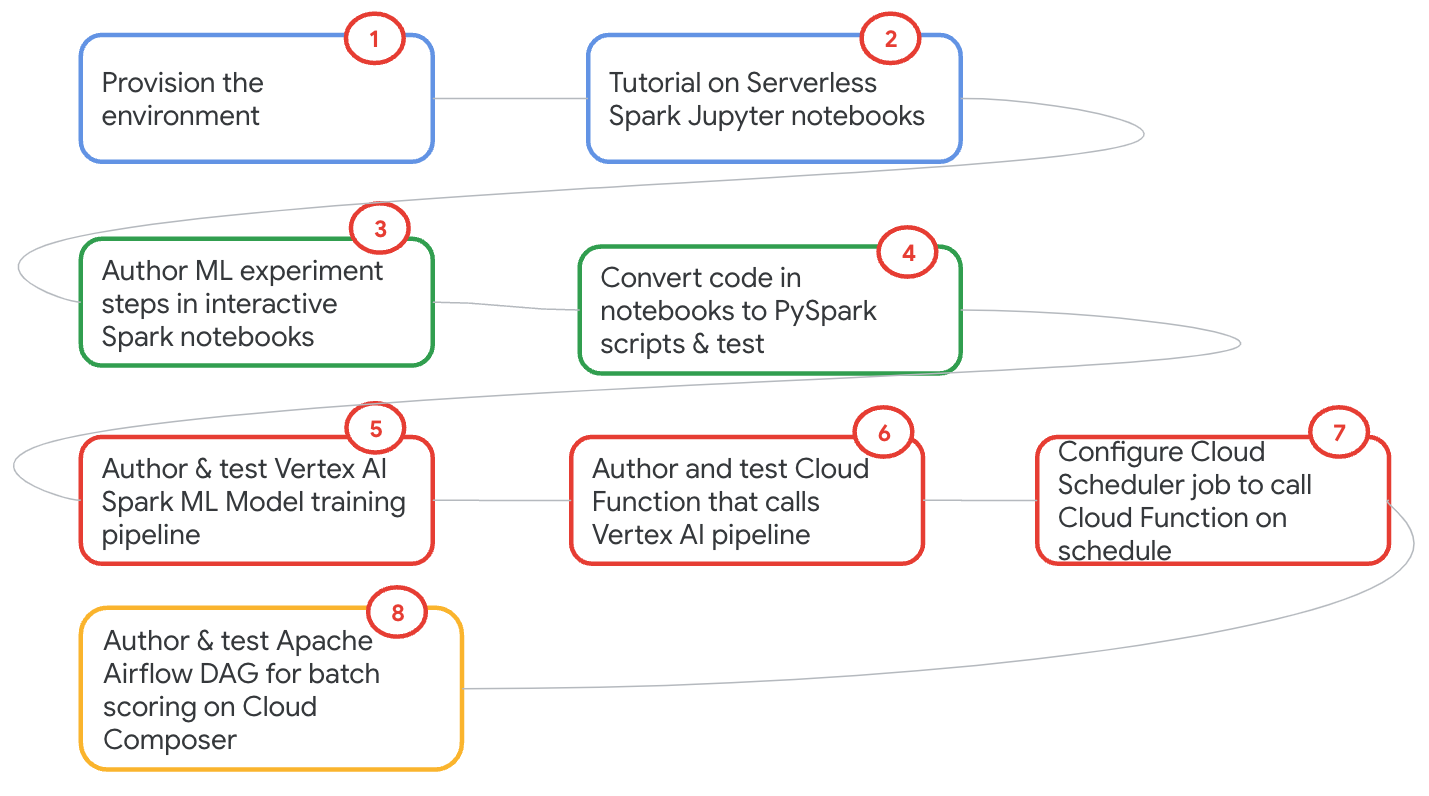 1
Provision the
environment
2
Tutorial on Serverless
Spark Jupyter notebooks
3
Author ML experiment
steps in interactive
Spark notebooks
4
Convert code in
notebooks to PySpark
scripts & test
5
Author & test Vertex AI
Spark ML Model training
pipeline
6
Author and test Cloud
Function that calls
Vertex AI pipeline
7
Configure Cloud
Scheduler job to call
Cloud Function on
schedule
8
Author & test Apache
Airflow DAG for batch
scoring on Cloud
Composer